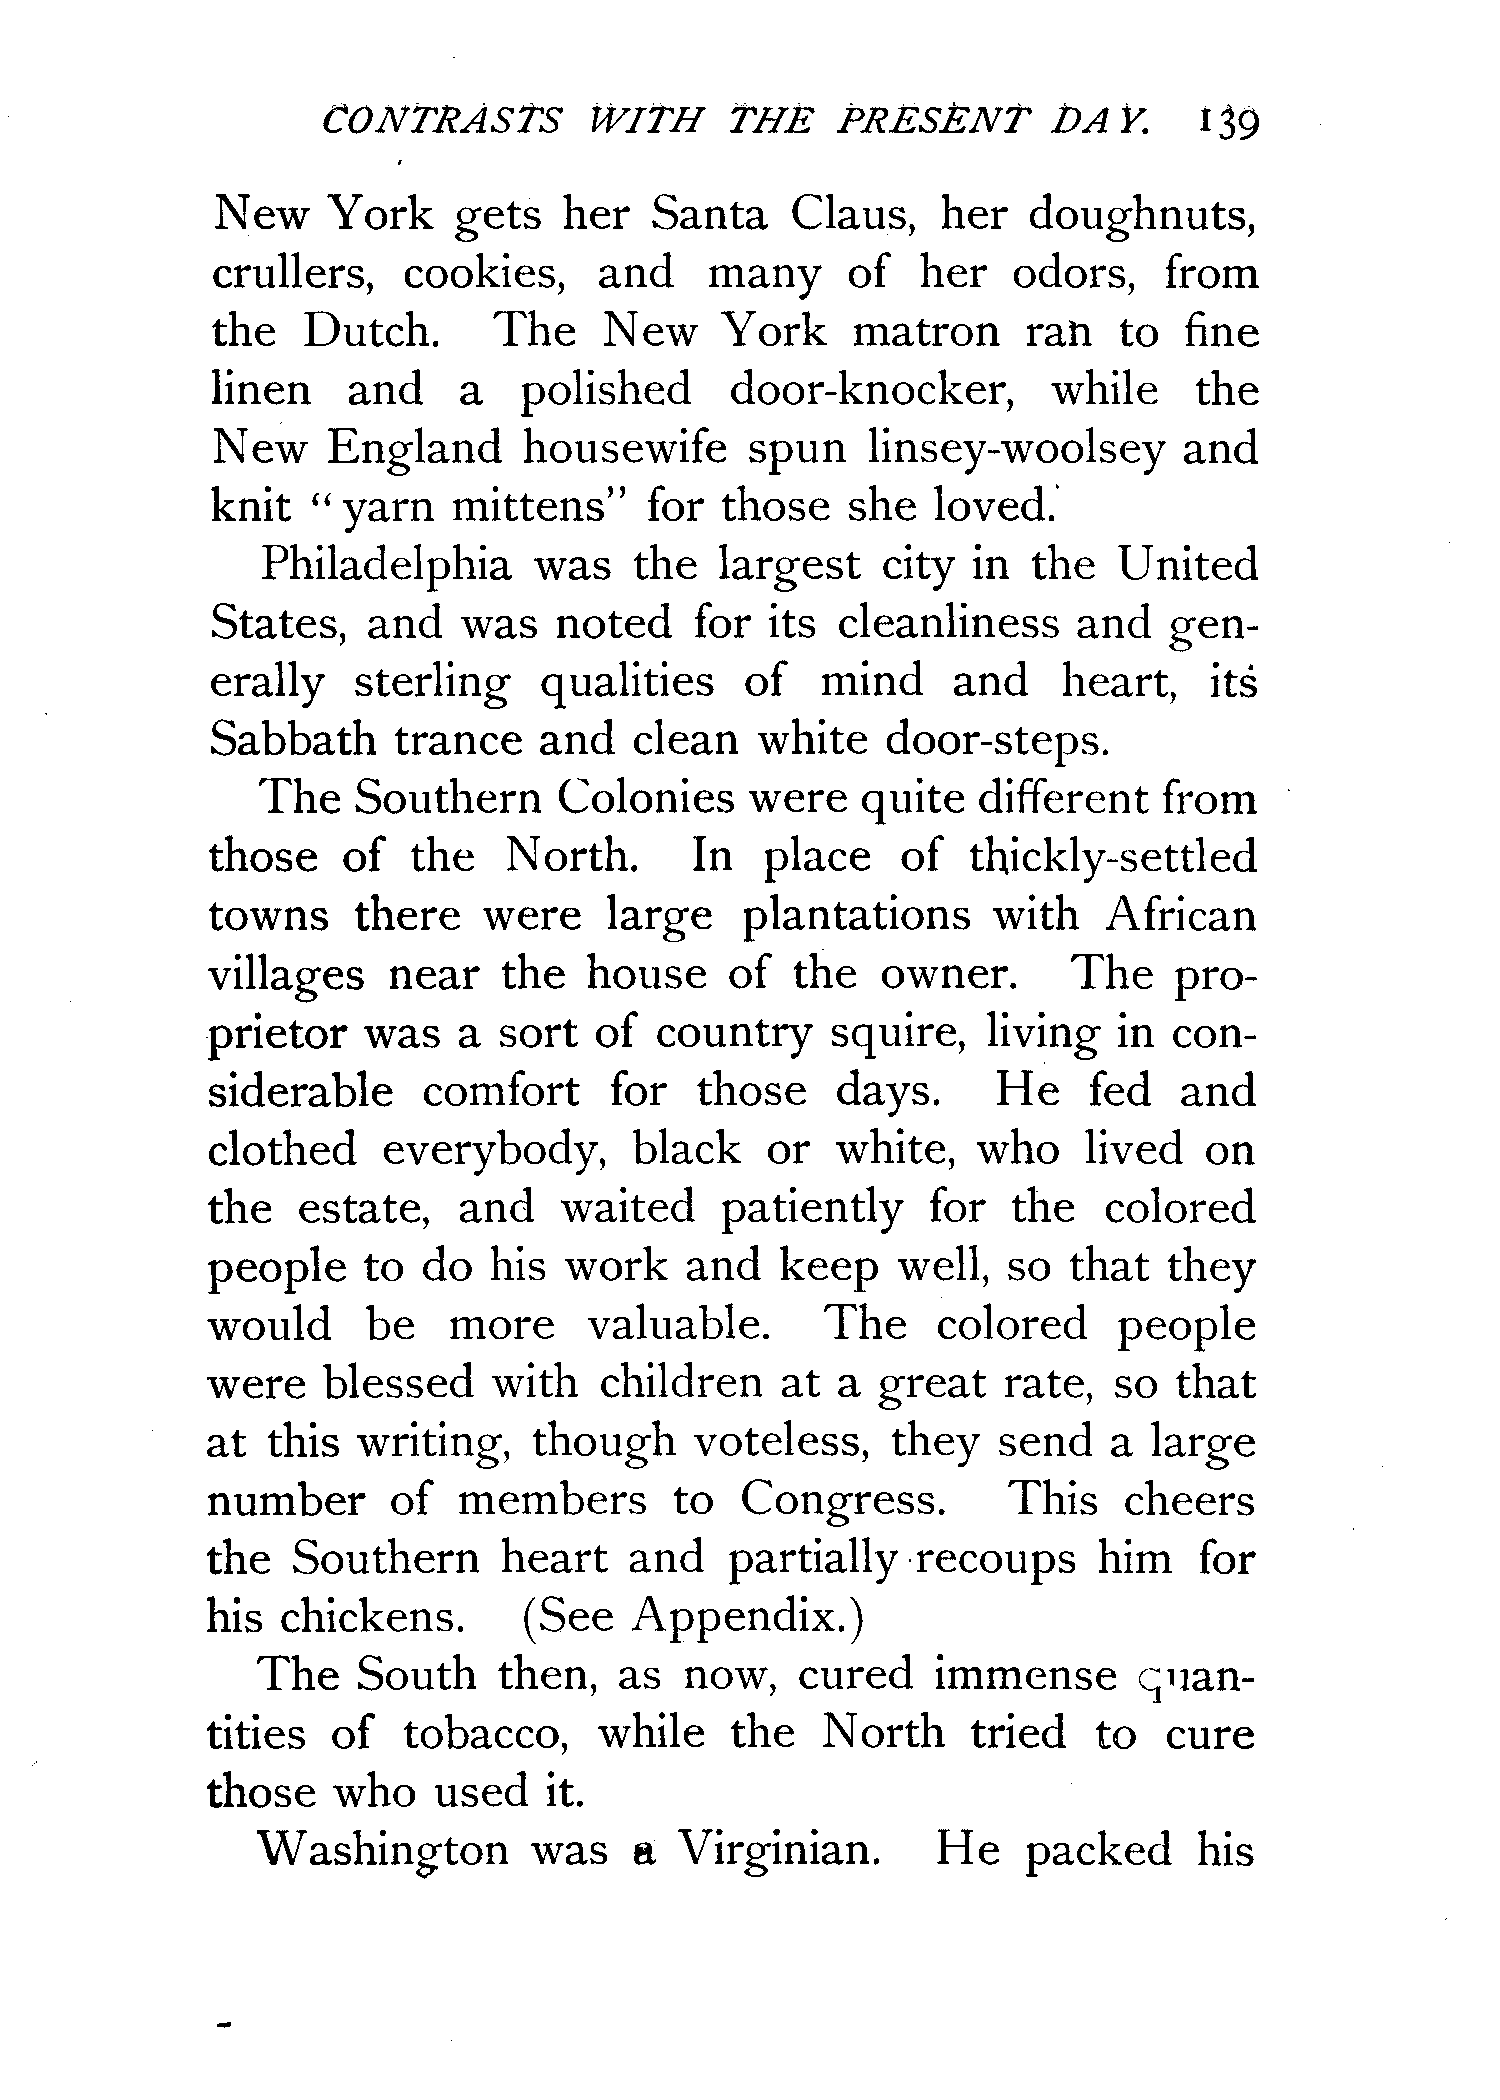 CONTRASTS WITH THE PRESENT DAY. 139
New York gets her Santa Claus, her doughnuts,
crullers, cookies, and many of her odors, from
the Dutch. The New York matron ran to fine
linen and a polished door-knocker, while the
New England housewife spun linsey-woolsey and
knit “yarn mittens” for those she loved.
Philadelphia was the largest city in the United
States, and was noted for its cleanliness and gen-
erally sterling qualities of mind and heart, its
Sabbath trance and clean white door-steps.
The Southern Colonies were quite different from
those of the North. In place of thickly-settled
towns there were large plantations with African
villages near the house of the owner. The pro-
prietor was a sort of country squire, living in con-
siderable comfort for those days. He fed and
clothed everybody, black or white, who lived on
the estate, and waited patiently for the colored
people to do his work and keep well, so that they
would be more valuable. The colored people
were blessed with children at a great rate, so that
at this writing, though voteless, they send a large
number of members to Congress. This cheers
the Southern heart and partially recoups him for
his chickens. (See Appendix.)
The South then, as now, cured immense quan-
tities of tobacco, while the North tried to cure
those who used it.
Washington was a Virginian. He packed his